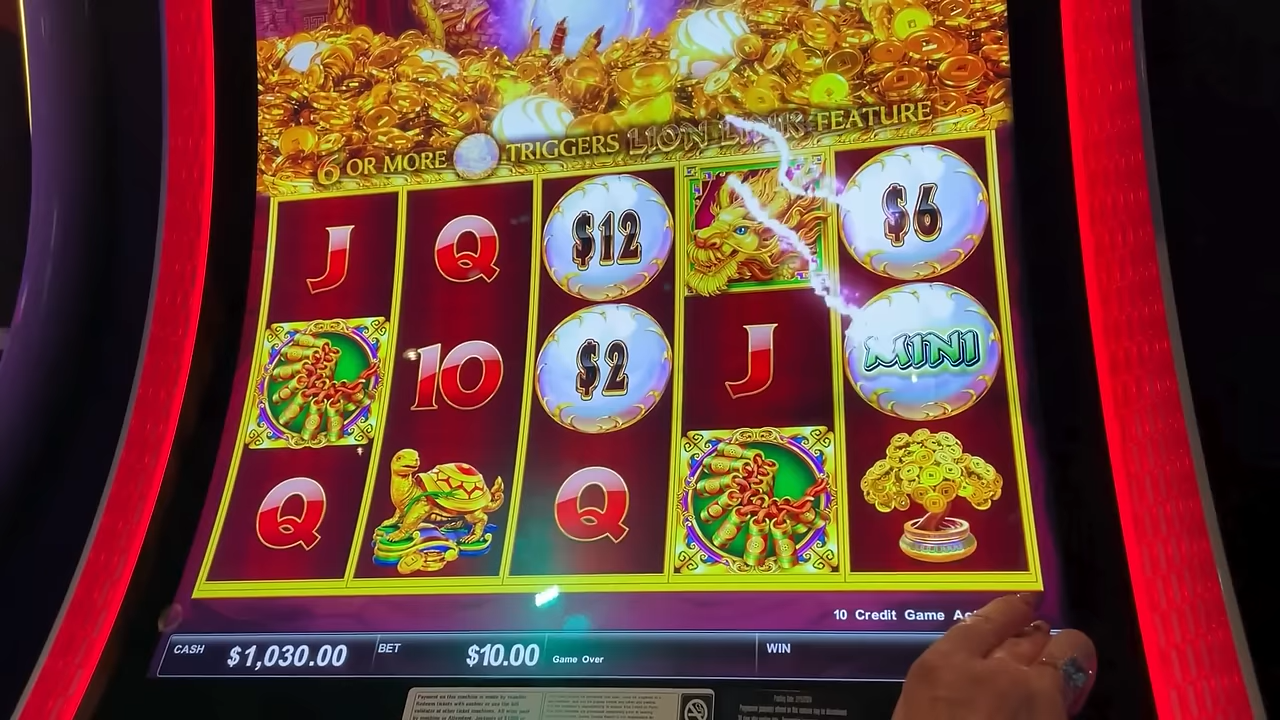 6 OR MORE TRIGGERS LION LINK FEATURE
J Q $12 $6
10 $2 J MINI
Q Q
10 Credit Game
CASH $1,030.00 BET $10.00 Game Over WIN